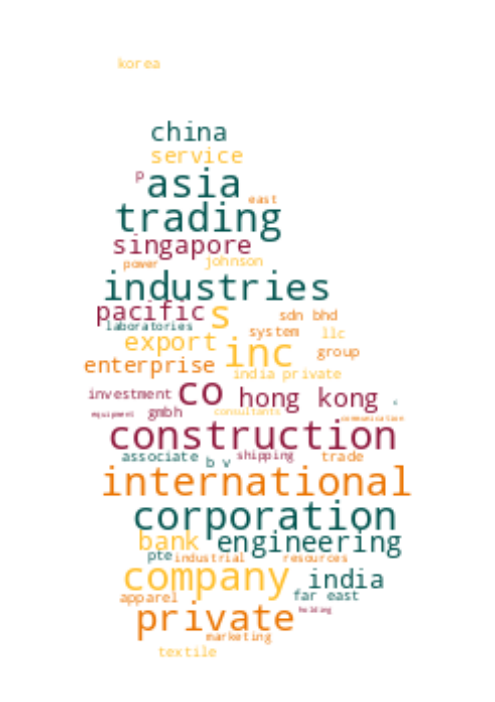 korea
china
service
p asia
east
trading
singapore
power johnson
industries
pacific s sdn bhd
laboratories system llc
export inc group
enterprise india private
investment co hong kong
equipment gmbh consultants communication
construction
associate b v shipping trade
international
corporation
bank engineering
pte industrial resources
company india
apparel far east
private holding
marketing
textile